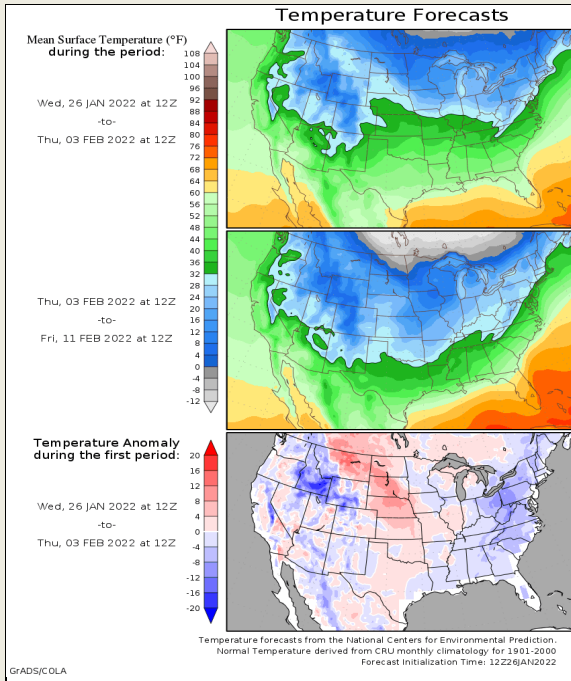 Temperature Forecasts
Mean Surface Temperature (°F)
during the period:
108
104
100
96
92
88
84
80
76
72
68
64
60
56
52
48
44
40
36
32
28
24
20
16
12
8
4
0
-4
-8
-12
Wed, 26 JAN 2022 at 12Z
-to-
Thu, 03 FEB 2022 at 12Z
Thu, 03 FEB 2022 at 12Z
-to-
Fri, 11 FEB 2022 at 12Z
Temperature Anomaly
during the first period:
20
16
12
8
4
0
-4
-8
-12
-16
-20
Wed, 26 JAN 2022 at 12Z
-to-
Thu, 03 FEB 2022 at 12Z
Temperature forecasts from the National Centers for Environmental Prediction.
Normal Temperature derived from CRU monthly climatology for 1901-2000
Forecast Initialization Time: 12Z26JAN2022
GrADS/COLA